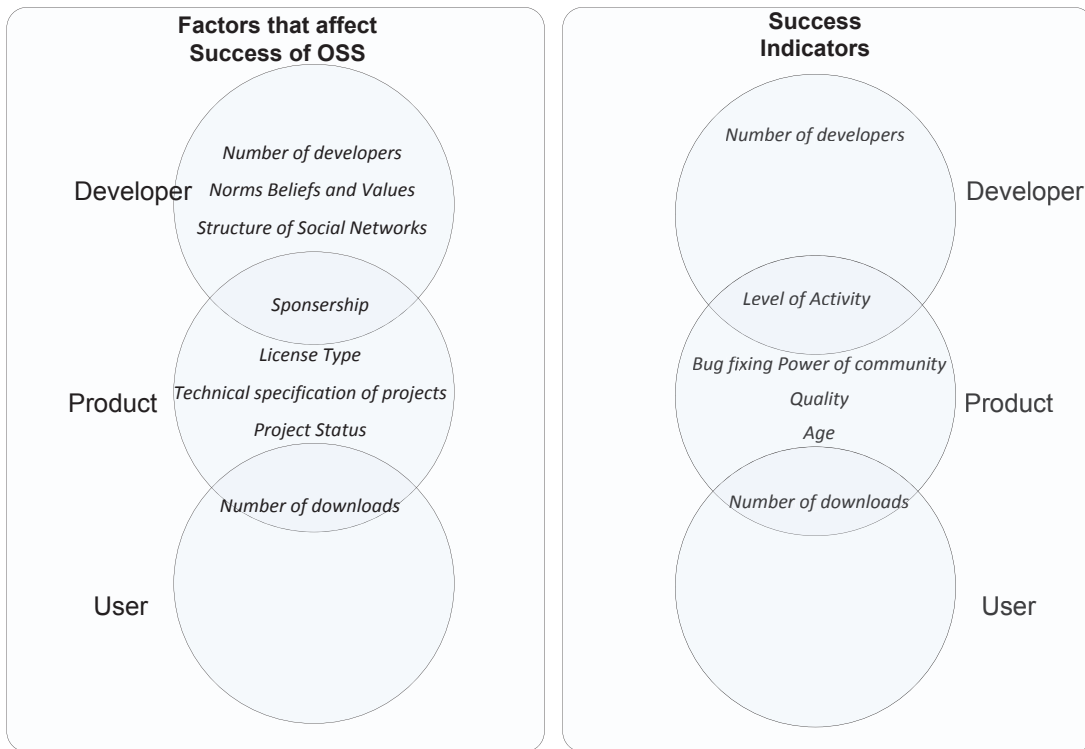 Factors that affect
Success of OSS
Number of developers
Developer
Norms Beliefs and Values
Structure of Social Networks
Sponsership
License Type
Technical specification of projects
Product
Project Status
Number of downloads
User
Success
Indicators
Number of developers
Developer
Level of Activity
Bug fixing Power of community
Quality
Product
Age
Number of downloads
User